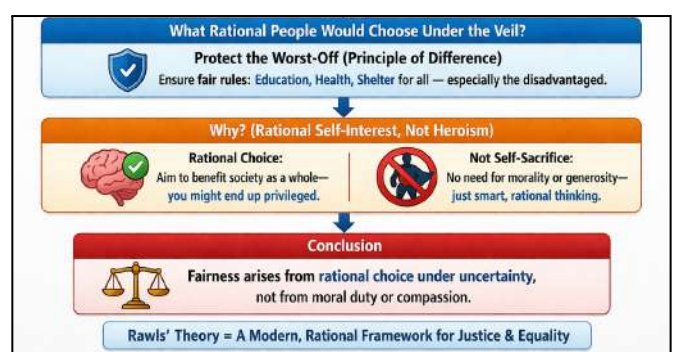 What Rational People Would Choose Under the Veil?
Protect the Worst-Off (Principle of Difference)
Ensure fair rules: Education, Health, Shelter for all — especially the disadvantaged.
Why? (Rational Self-Interest, Not Heroism)
Rational Choice:
Aim to benefit society as a whole—
you might end up privileged.
Not Self-Sacrifice:
No need for morality or generosity—
just smart, rational thinking.
Conclusion
Fairness arises from rational choice under uncertainty,
not from moral duty or compassion.
Rawls' Theory = A Modern, Rational Framework for Justice & Equality